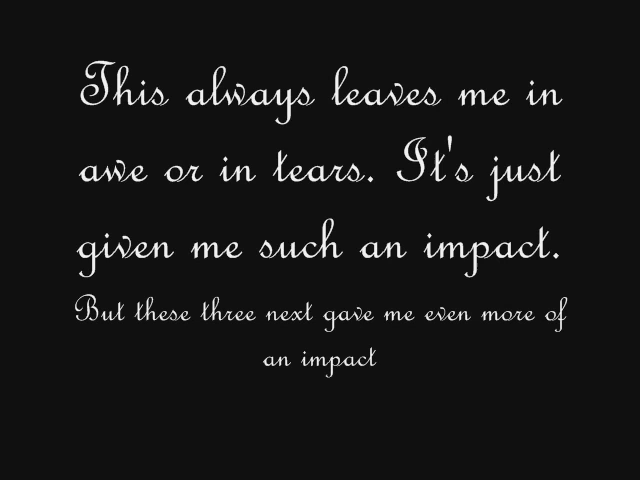 This always leaves me in
awe or in tears. It's just
given me such an impact.
But these three next gave me even more of
an impact